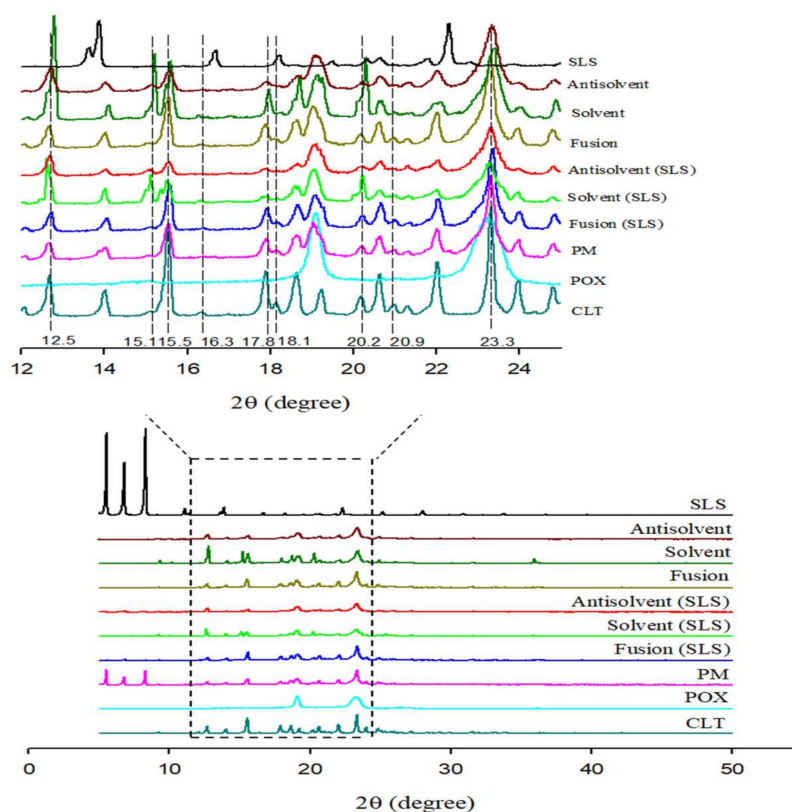 SLS
Antisolvent
Solvent
Fusion
Antisolvent (SLS)
Solvent (SLS)
Fusion (SLS)
PM
POX
CLT
12.5 15.1 15.5 16.3 17.8 18.1 20.2 20.9 23.3
12 14 16 18 20 22 24
2θ (degree)
SLS
Antisolvent
Solvent
Fusion
Antisolvent (SLS)
Solvent (SLS)
Fusion (SLS)
PM
POX
CLT
0 10 20 30 40 50
2θ (degree)